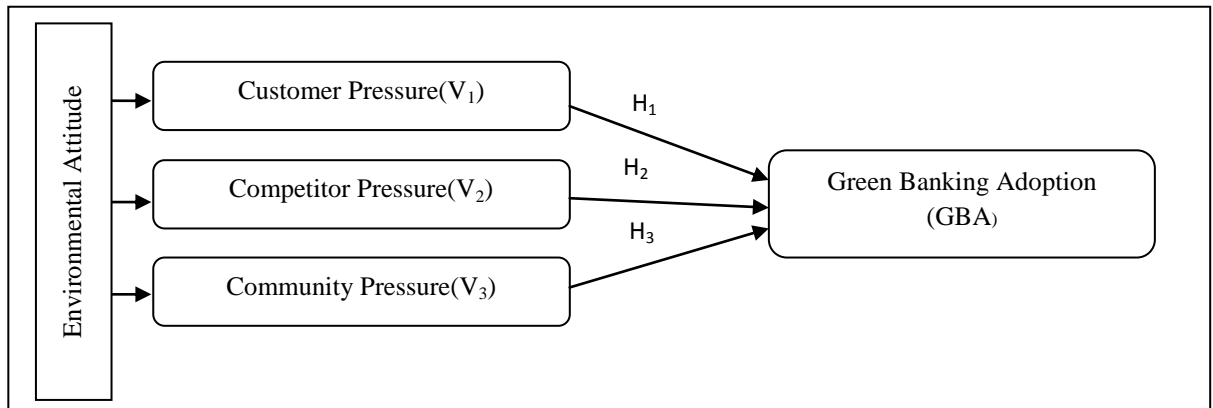 Environmental Attitude
Customer Pressure(V₁)
H₁
Competitor Pressure(V₂)
H₂
Green Banking Adoption
(GBA)
H₃
Community Pressure(V₃)